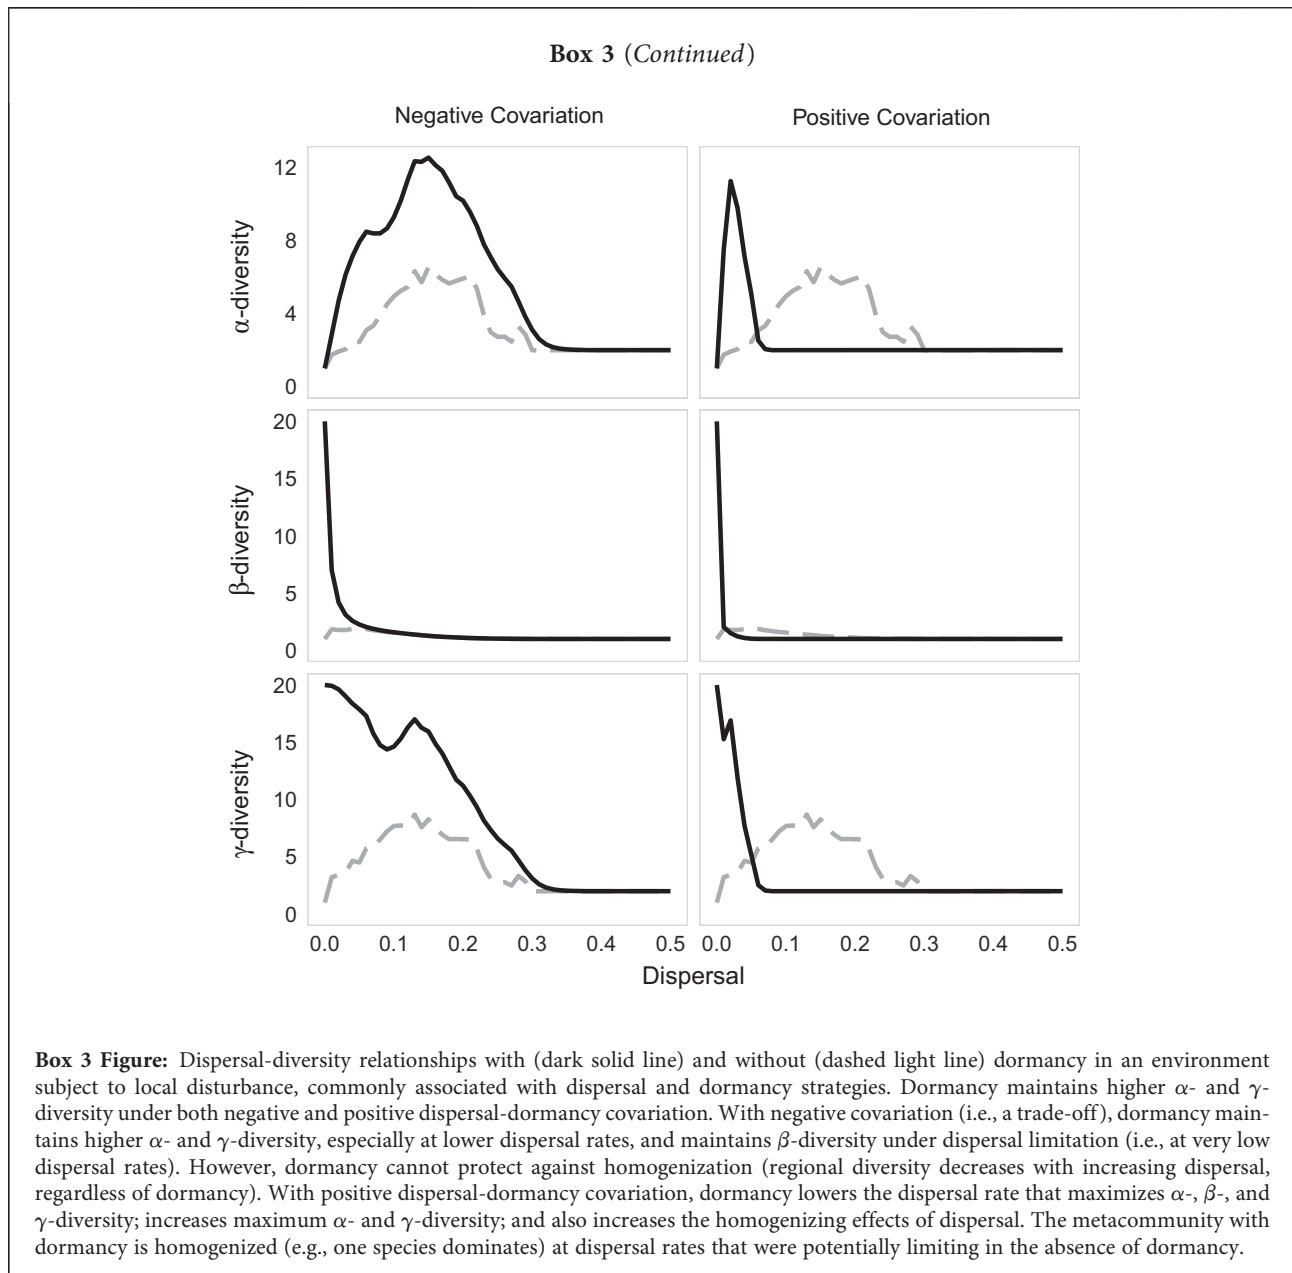 Box 3 (Continued)
Negative Covariation
Positive Covariation
α-diversity
12
8
4
0
β-diversity
20
15
10
5
0
γ-diversity
20
15
10
5
0
0.0 0.1 0.2 0.3 0.4 0.5 0.0 0.1 0.2 0.3 0.4 0.5
Dispersal
Box 3 Figure: Dispersal-diversity relationships with (dark solid line) and without (dashed light line) dormancy in an environment
subject to local disturbance, commonly associated with dispersal and dormancy strategies. Dormancy maintains higher α- and γ-
diversity under both negative and positive dispersal-dormancy covariation. With negative covariation (i.e., a trade-off), dormancy main-
tains higher α- and γ-diversity, especially at lower dispersal rates, and maintains β-diversity under dispersal limitation (i.e., at very low
dispersal rates). However, dormancy cannot protect against homogenization (regional diversity decreases with increasing dispersal,
regardless of dormancy). With positive dispersal-dormancy covariation, dormancy lowers the dispersal rate that maximizes α-, β-, and
γ-diversity; increases maximum α- and γ-diversity; and also increases the homogenizing effects of dispersal. The metacommunity with
dormancy is homogenized (e.g., one species dominates) at dispersal rates that were potentially limiting in the absence of dormancy.